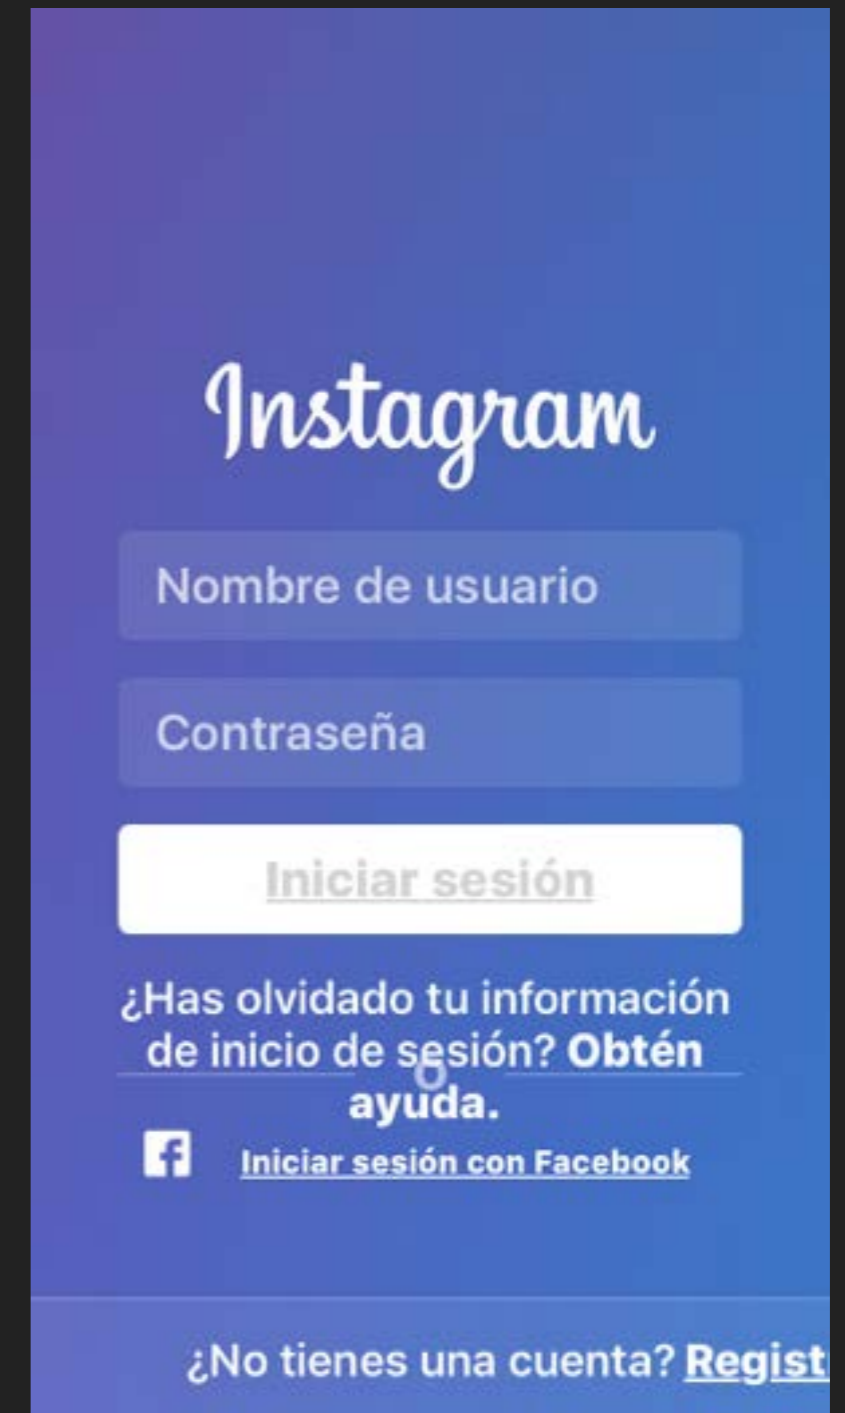 Instagram
Nombre de usuario
Contraseña
Iniciar sesión
¿Has olvidado tu información
de inicio de sesión? Obtén
O
ayuda.
Iniciar sesión con Facebook
¿No tienes una cuenta? Regist